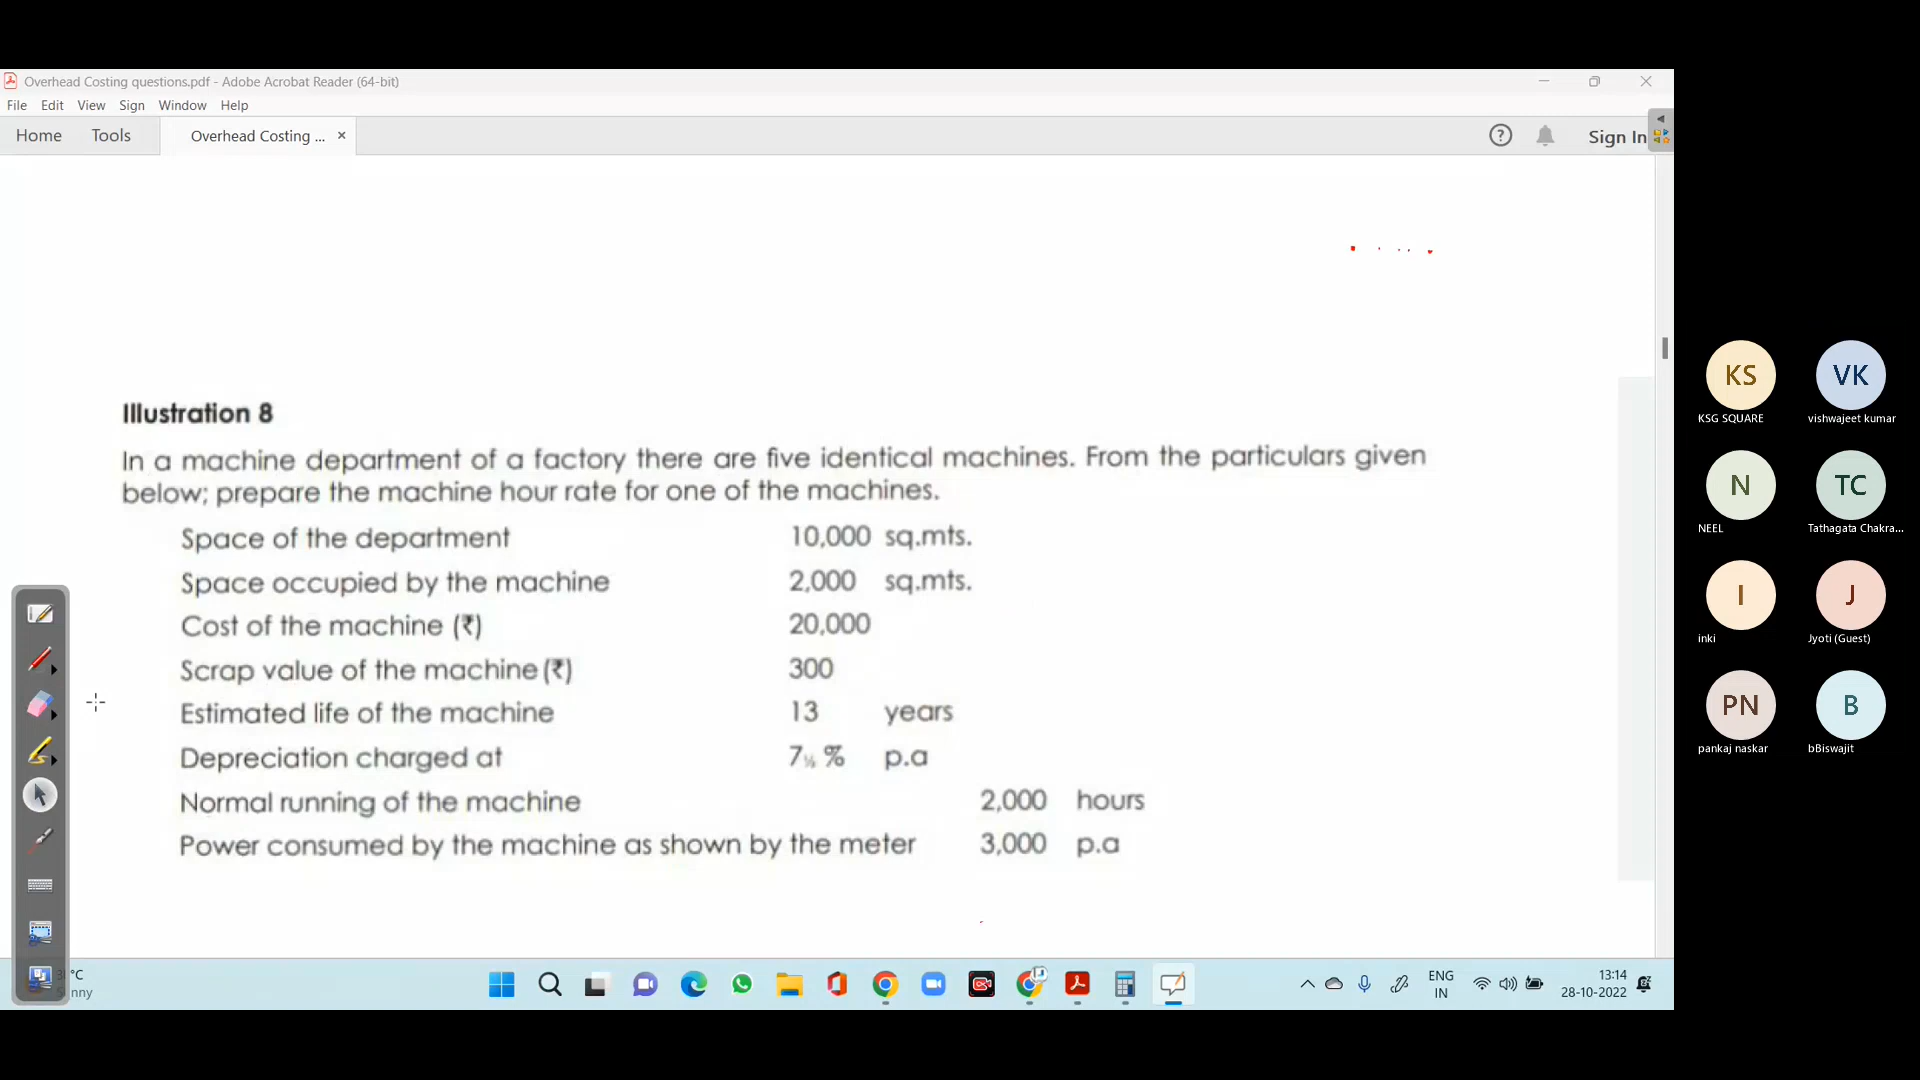 Overhead Costing questions.pdf - Adobe Acrobat Reader (64-bit)
File Edit View Sign Window Help
Home Tools Overhead Costing ... × Sign In
Illustration 8
In a machine department of a factory there are five identical machines. From the particulars given
below; prepare the machine hour rate for one of the machines.
Space of the department 10,000 sq.mts.
Space occupied by the machine 2,000 sq.mts.
Cost of the machine (₹) 20,000
Scrap value of the machine (₹) 300
Estimated life of the machine 13 years
Depreciation charged at 7½ % p.a
Normal running of the machine 2,000 hours
Power consumed by the machine as shown by the meter 3,000 p.a
KS VK
KSG SQUARE vishwajeet kumar
N TC
NEEL Tathagata Chakra...
I J
inki Jyoti (Guest)
PN B
pankaj naskar bBiswajit
ENG
IN
13:14
28-10-2022